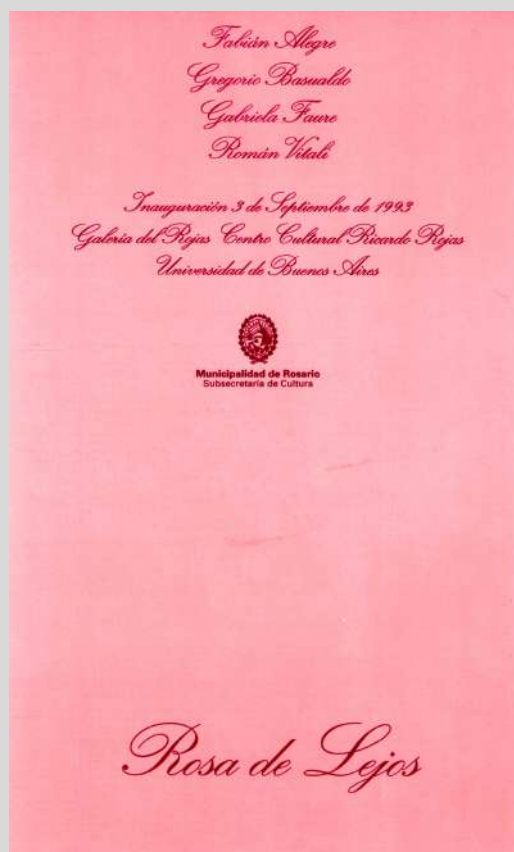 Fabián Alegre
Gregorio Basualdo
Gabriela Faure
Román Vitali
Inauguración 3 de Septiembre de 1993
Galería del Rojas Centro Cultural Ricardo Rojas
Universidad de Buenos Aires
Municipalidad de Rosario
Subsecretaría de Cultura
Rosa de Lejos